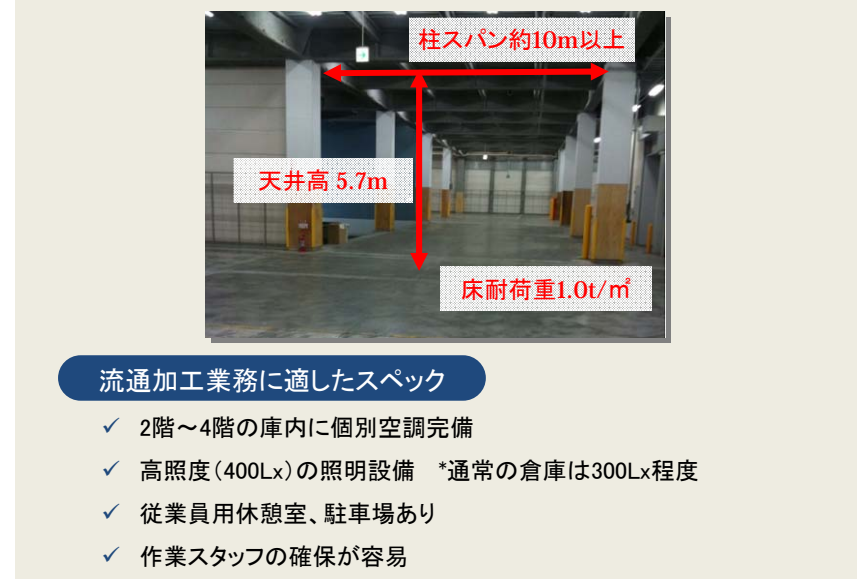 柱スパン約10m以上
天井高 5.7m
床耐荷重1.0t/㎡
流通加工業務に適したスペック
✓ 2階～4階の庫内に個別空調完備
✓ 高照度（400Lx）の照明設備　*通常の倉庫は300Lx程度
✓ 従業員用休憩室、駐車場あり
✓ 作業スタッフの確保が容易